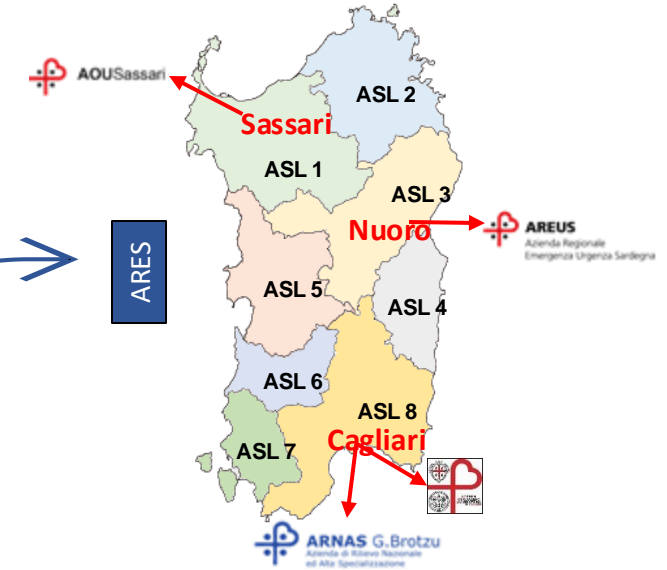 AOUSassari
ASL 2
Sassari
ASL 1
ASL 3
Nuoro
AREUS
Azienda Regionale
Emergenza Urgenza Sardegna
ARES
ASL 5
ASL 4
ASL 6
ASL 8
Cagliari
ASL 7
ARNAS G.Brotzu
Azienda di Rilievo Nazionale
ed Alta Specializzazione